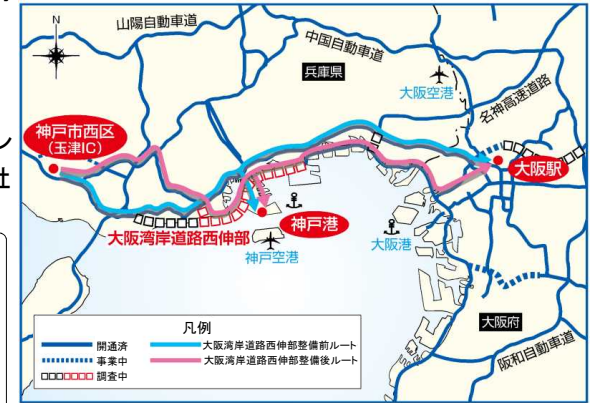 N
山陽自動車道
中国自動車道
兵庫県
大阪空港
名神高速道路
神戸市西区
(玉津IC)
大阪駅
大阪湾岸道路西伸部
神戸港
神戸空港
大阪港
大阪府
阪和自動車道
凡例
開通済
大阪湾岸道路西伸部整備前ルート
事業中
大阪湾岸道路西伸部整備後ルート
調査中
ン